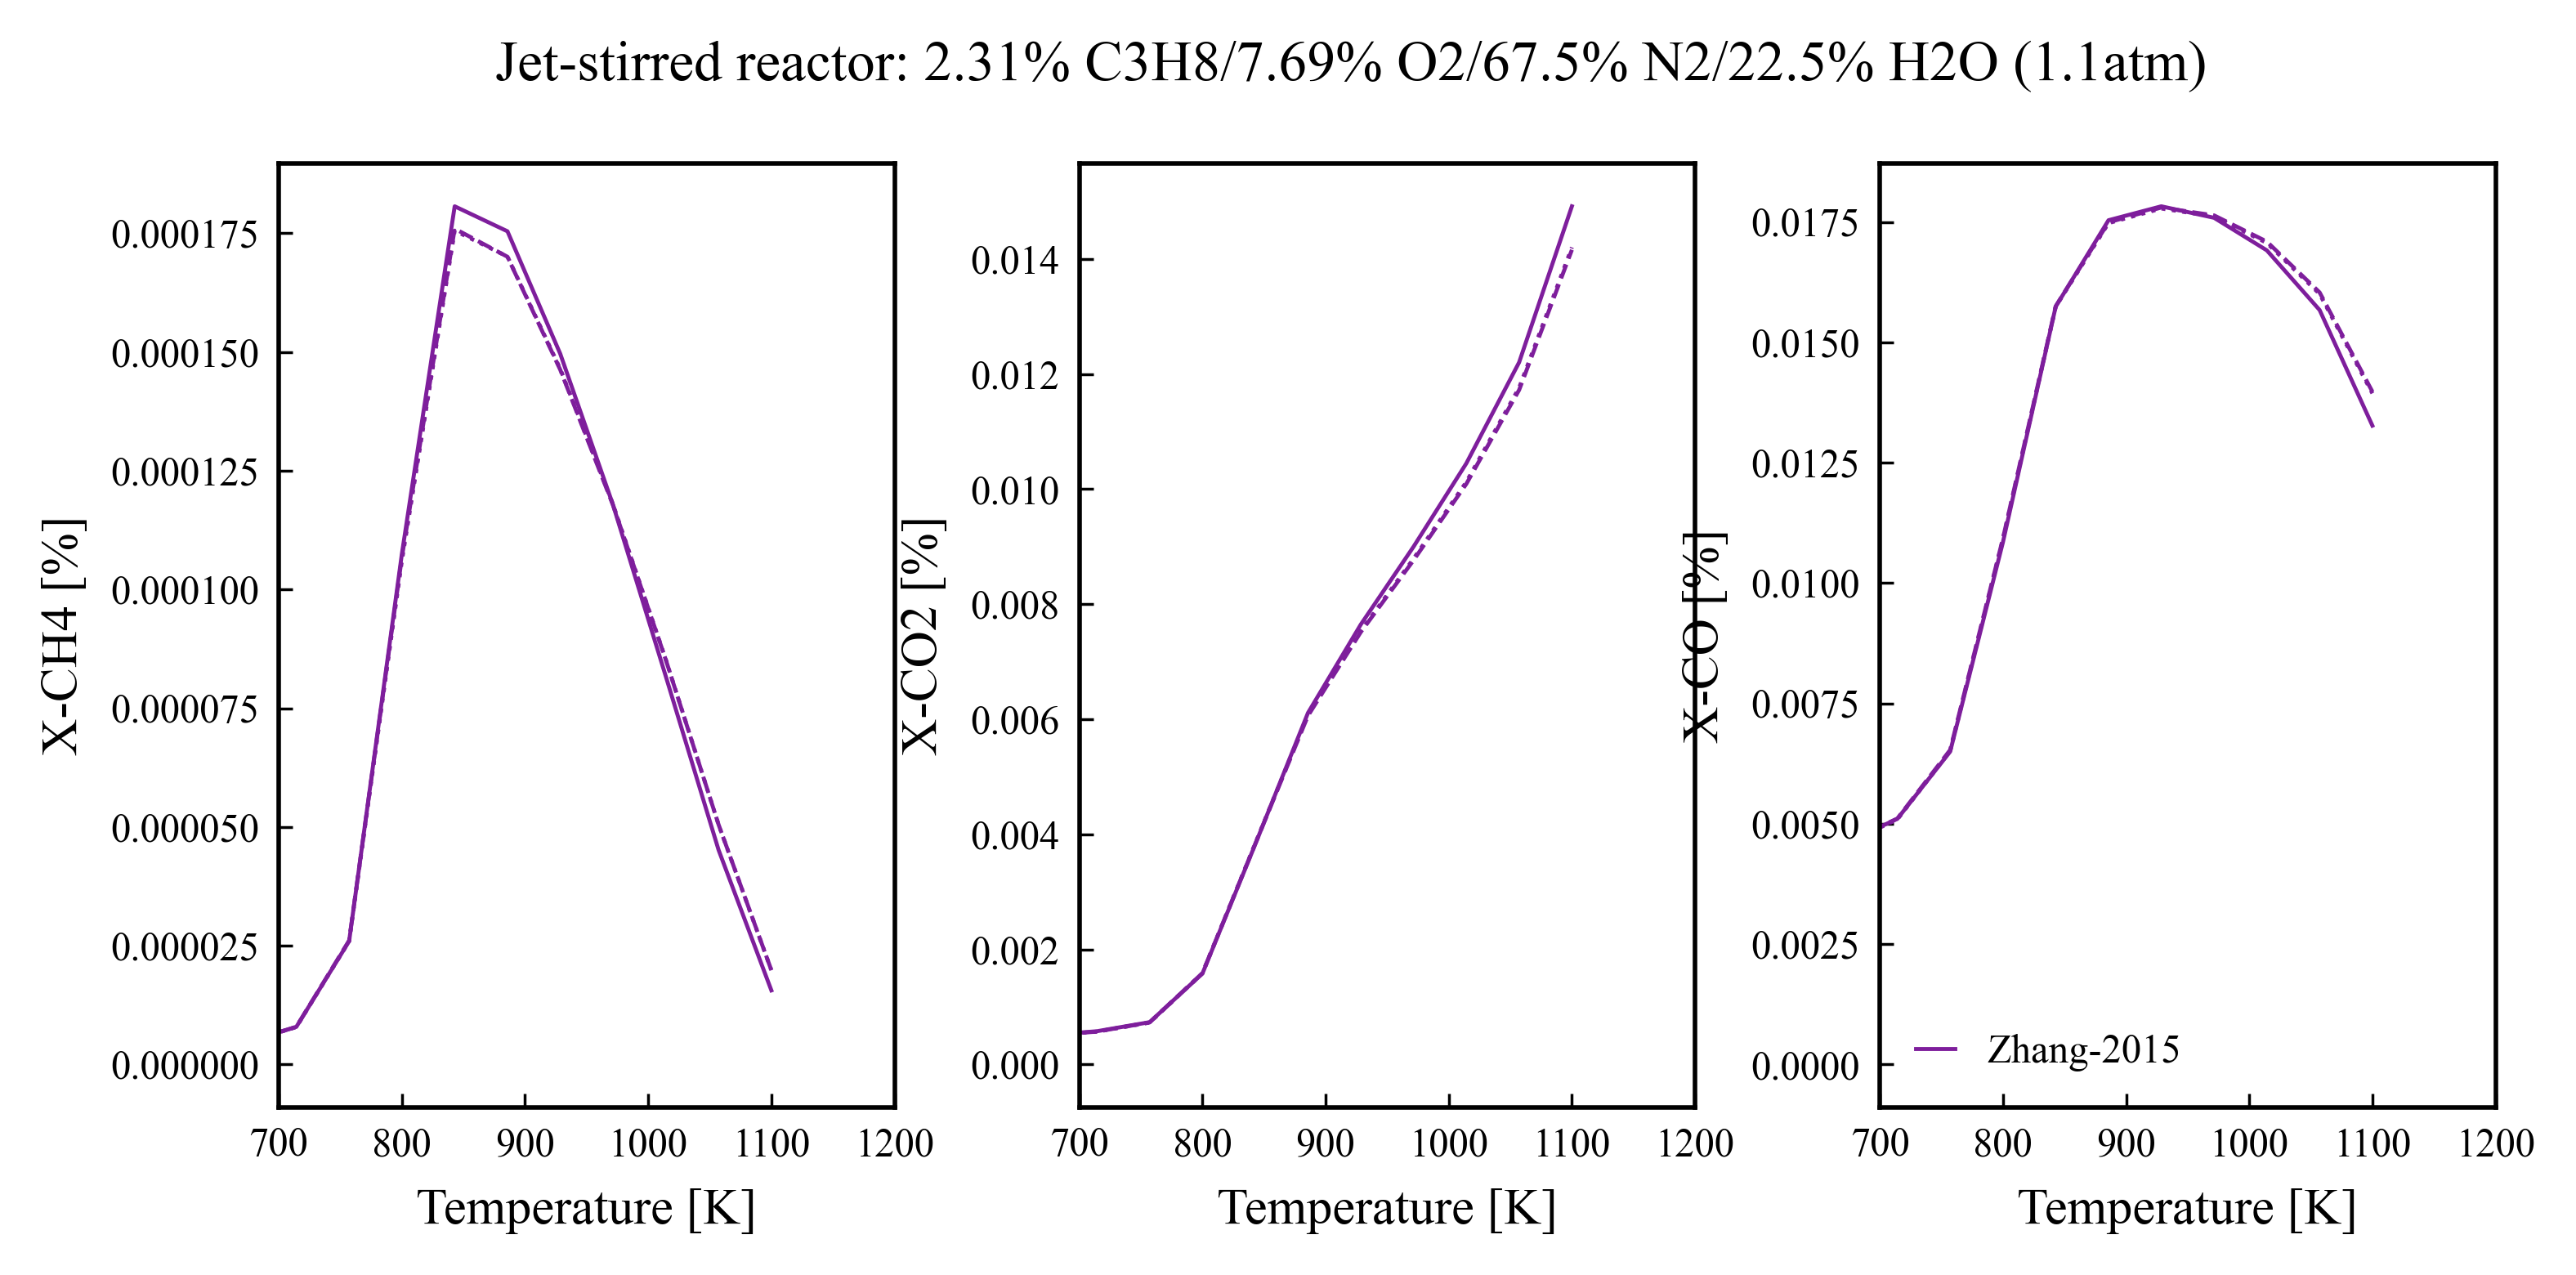 Jet-stirred reactor: 2.31% C3H8/7.69% O2/67.5% N2/22.5% H2O (1.1atm)
X-CH4 [%]
0.000175
0.000150
0.000125
0.000100
0.000075
0.000050
0.000025
0.000000
700 800 900 1000 1100 1200
Temperature [K]
X-CO2 [%]
0.014
0.012
0.010
0.008
0.006
0.004
0.002
0.000
700 800 900 1000 1100 1200
Temperature [K]
X-CO [%]
0.0175
0.0150
0.0125
0.0100
0.0075
0.0050
0.0025
0.0000
Zhang-2015
700 800 900 1000 1100 1200
Temperature [K]